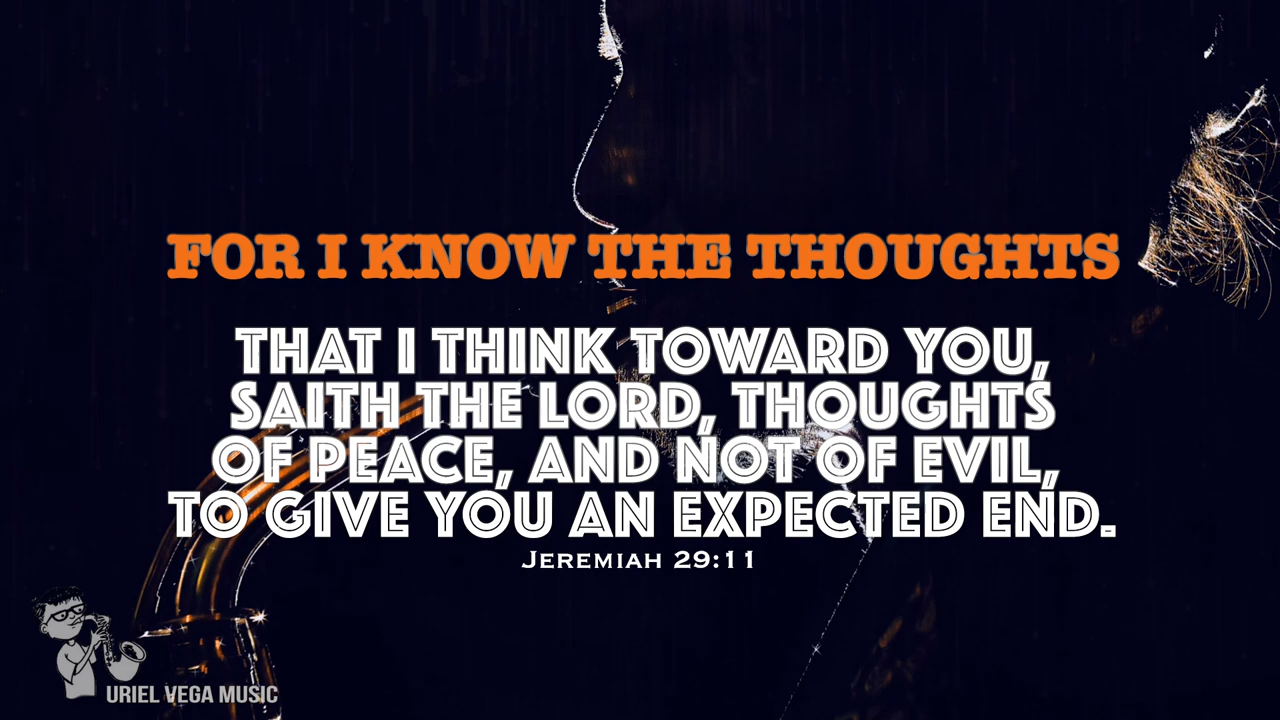 FOR I KNOW THE THOUGHTS
THAT I THINK TOWARD YOU,
SAITH THE LORD, THOUGHTS
OF PEACE, AND NOT OF EVIL,
TO GIVE YOU AN EXPECTED END.
JEREMIAH 29:11
URIEL VEGA MUSIC